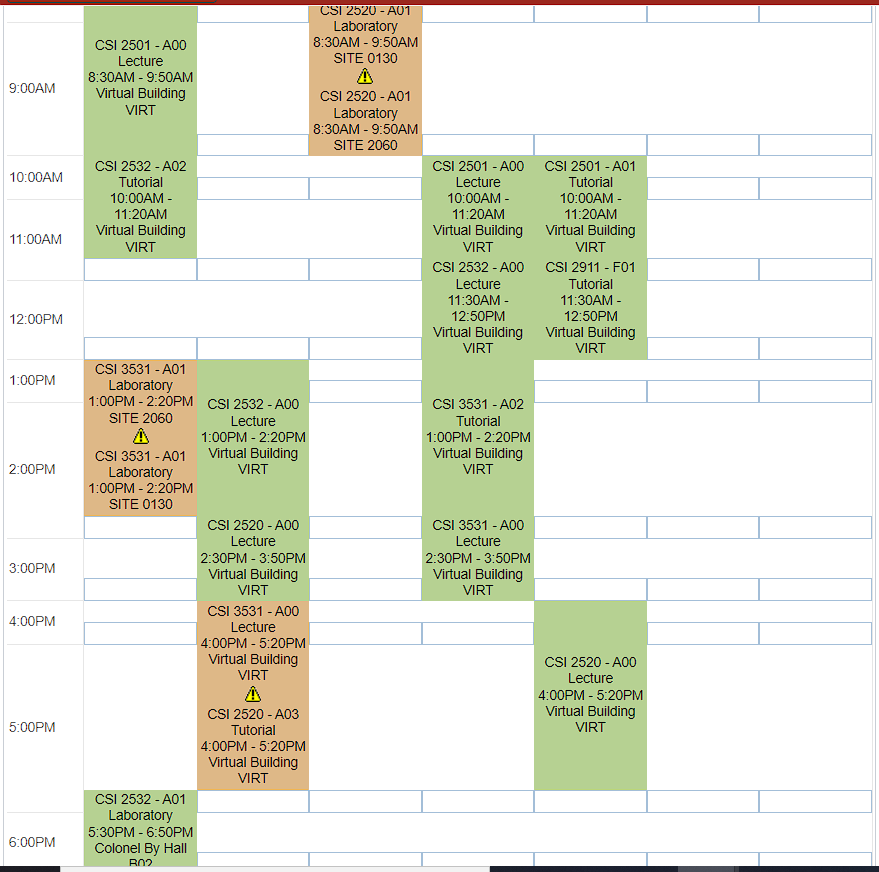 CSI 2520 - A01
Laboratory
8:30AM - 9:50AM
SITE 0130
CSI 2520 - A01
Laboratory
8:30AM - 9:50AM
SITE 2060
CSI 2501 - A00
Lecture
8:30AM - 9:50AM
Virtual Building
VIRT
9:00AM
10:00AM
CSI 2532 - A02
Tutorial
10:00AM -
11:20AM
Virtual Building
VIRT
CSI 2501 - A00
Lecture
10:00AM -
11:20AM
Virtual Building
VIRT
CSI 2501 - A01
Tutorial
10:00AM -
11:20AM
Virtual Building
VIRT
11:00AM
CSI 2532 - A00
Lecture
11:30AM -
12:50PM
Virtual Building
VIRT
CSI 2911 - F01
Tutorial
11:30AM -
12:50PM
Virtual Building
VIRT
12:00PM
1:00PM
CSI 3531 - A01
Laboratory
1:00PM - 2:20PM
SITE 2060
CSI 3531 - A01
Laboratory
1:00PM - 2:20PM
SITE 0130
CSI 2532 - A00
Lecture
1:00PM - 2:20PM
Virtual Building
VIRT
CSI 3531 - A02
Tutorial
1:00PM - 2:20PM
Virtual Building
VIRT
2:00PM
CSI 2520 - A00
Lecture
2:30PM - 3:50PM
Virtual Building
VIRT
CSI 3531 - A00
Lecture
2:30PM - 3:50PM
Virtual Building
VIRT
3:00PM
4:00PM
CSI 3531 - A00
Lecture
4:00PM - 5:20PM
Virtual Building
VIRT
CSI 2520 - A03
Tutorial
4:00PM - 5:20PM
Virtual Building
VIRT
CSI 2520 - A00
Lecture
4:00PM - 5:20PM
Virtual Building
VIRT
5:00PM
CSI 2532 - A01
Laboratory
5:30PM - 6:50PM
Colonel By Hall
B02
6:00PM